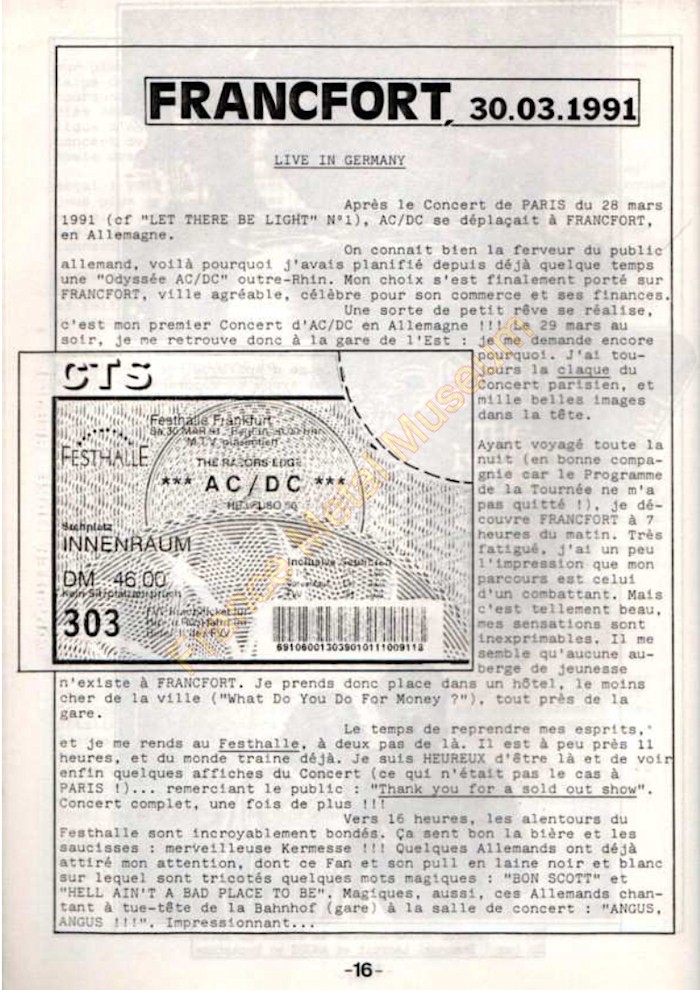 FRANCFORT, 30.03.1991
LIVE IN GERMANY
Après le Concert de PARIS du 28 mars
1991 (cf "LET THERE BE LIGHT" N°1), AC/DC se déplaçait à FRANCFORT,
en Allemagne.
On connait bien la ferveur du public
allemand, voilà pourquoi j'avais planifié depuis déjà quelque temps
une "Odyssée AC/DC" outre-Rhin. Mon choix s'est finalement porté sur
FRANCFORT, ville agréable, célèbre pour son commerce et ses finances.
Une sorte de petit rêve se réalise,
c'est mon premier Concert d'AC/DC en Allemagne !!! Le 29 mars au
soir, je me retrouve donc à la gare de l'Est : je me demande encore
pourquoi. J'ai tou-
jours la claque du
Concert parisien, et
mille belles images
dans la tête.
Ayant voyagé toute la
nuit (en bonne compa-
gnie car le Programme
de la Tournée ne m'a
pas quitté !), je dé-
couvre FRANCFORT à 7
heures du matin. Très
fatigué, j'ai un peu
l'impression que mon
parcours est celui
d'un combattant. Mais
c'est tellement beau,
mes sensations sont
inexprimables. Il me
semble qu'aucune au-
berge de jeunesse
CTS
Festhalle Frankfurt
FESTHALLE
THE RAZORS EDGE
*** AC/DC ***
Stehplatz
INNENRAUM
DM 46.00
Kein Sitzplatzanspruch
303
691060013039010111009113
n'existe à FRANCFORT. Je prends donc place dans un hôtel, le moins
cher de la ville ("What Do You Do For Money ?"), tout près de la
gare.
Le temps de reprendre mes esprits,
et je me rends au Festhalle, à deux pas de là. Il est à peu près 11
heures, et du monde traine déjà. Je suis HEUREUX d'être là et de voir
enfin quelques affiches du Concert (ce qui n'était pas le cas à
PARIS !)... remerciant le public : "Thank you for a sold out show".
Concert complet, une fois de plus !!!
Vers 16 heures, les alentours du
Festhalle sont incroyablement bondés. Ça sent bon la bière et les
saucisses : merveilleuse Kermesse !!! Quelques Allemands ont déjà
attiré mon attention, dont ce Fan et son pull en laine noir et blanc
sur lequel sont tricotés quelques mots magiques : "BON SCOTT" et
"HELL AIN'T A BAD PLACE TO BE". Magiques, aussi, ces Allemands chan-
tant à tue-tête de la Bahnhof (gare) à la salle de concert : "ANGUS,
ANGUS !!!". Impressionnant...
-16-
France Metal Museum